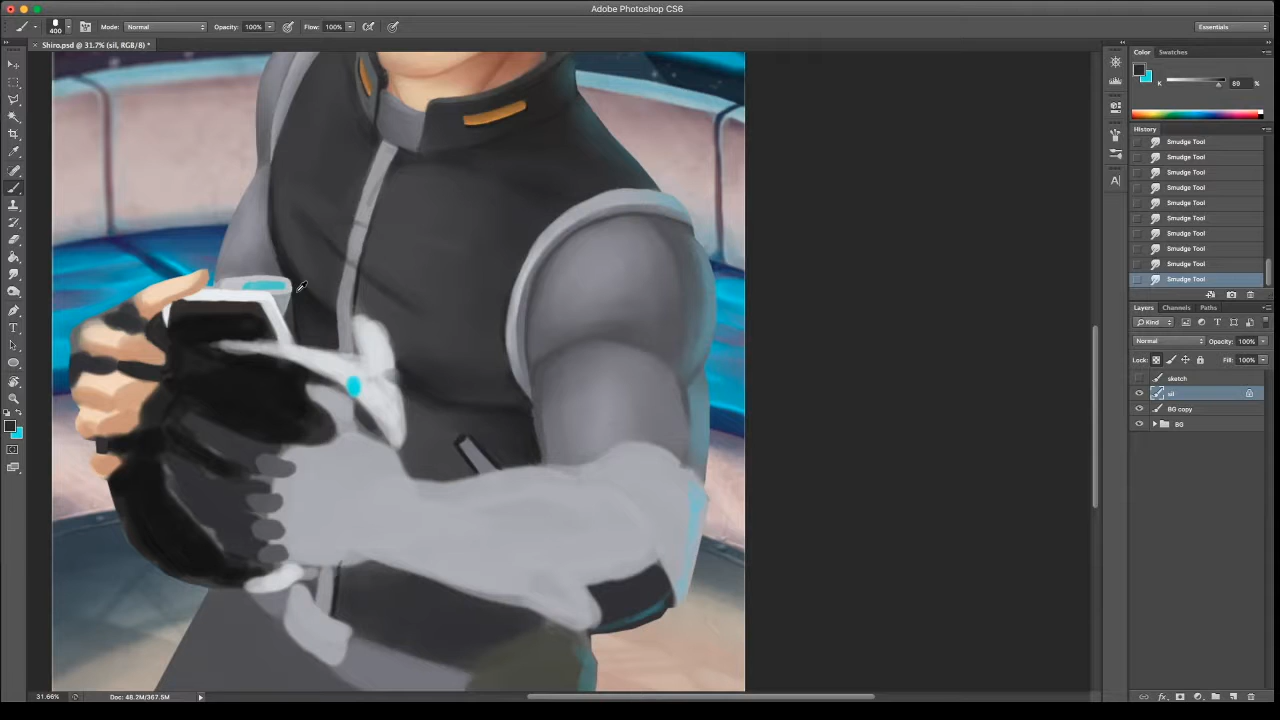 Adobe Photoshop CS6
400
Mode: Normal
Opacity: 100%
Flow: 100%
Essentials
× Shiro.psd @ 31.7% (sil, RGB/8) *
Color
Swatches
K
89
%
History
Smudge Tool
Smudge Tool
Smudge Tool
Smudge Tool
Smudge Tool
Smudge Tool
Smudge Tool
Smudge Tool
Smudge Tool
Smudge Tool
Layers
Channels
Paths
Kind
Normal
Opacity: 100%
Lock:
Fill: 100%
sketch
sil
BG copy
BG
31.66%
Doc: 48.2M/367.5M